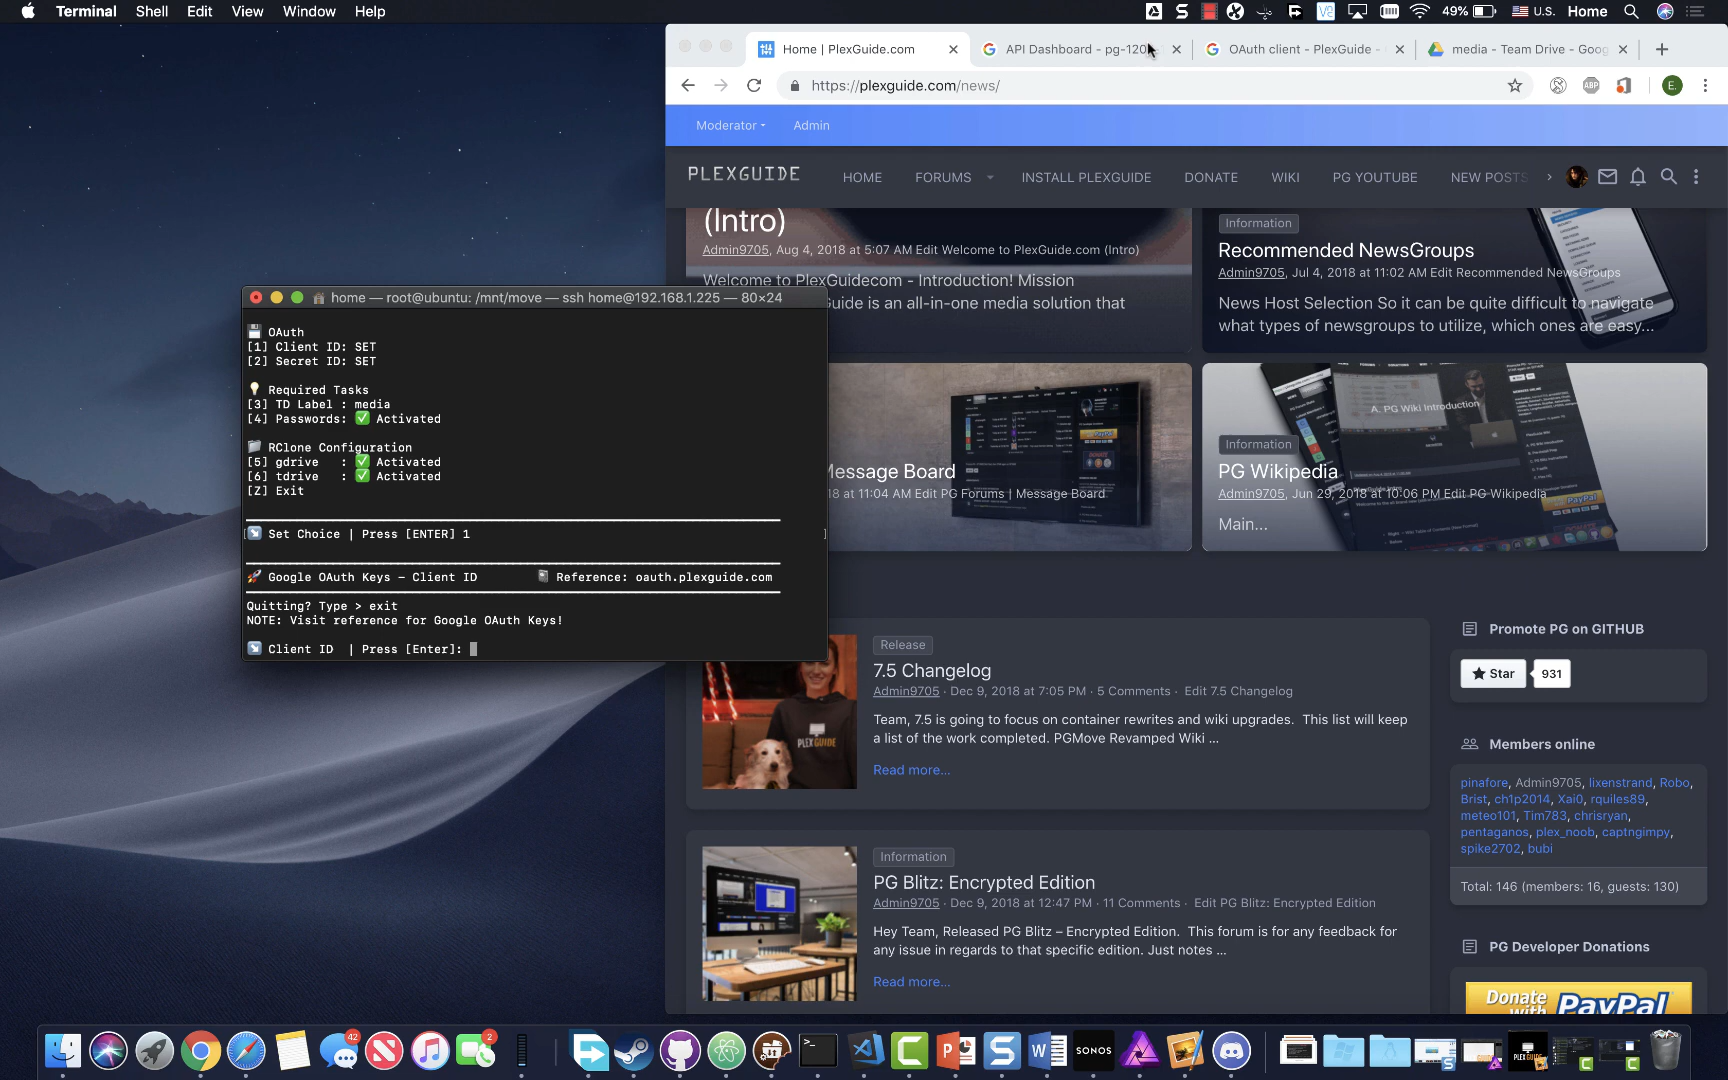 Terminal Shell Edit View Window Help
49% U.S. Home
Home | PlexGuide.com
API Dashboard - pg-120
OAuth client - PlexGuide -
media - Team Drive - Goog
https://plexguide.com/news/
ABP
E.
Moderator
Admin
PLEXGUIDE
HOME FORUMS INSTALL PLEXGUIDE DONATE WIKI PG YOUTUBE NEW POSTS
(Intro)
Admin9705, Aug 4, 2018 at 5:07 AM Edit Welcome to PlexGuide.com (Intro)
Welcome to PlexGuidecom - Introduction! Mission
uide is an all-in-one media solution that
Information
Recommended NewsGroups
Admin9705, Jul 4, 2018 at 11:02 AM Edit Recommended NewsGroups
News Host Selection So it can be quite difficult to navigate
what types of newsgroups to utilize, which ones are easy...
home — root@ubuntu: /mnt/move — ssh home@192.168.1.225 — 80×24
OAuth
[1] Client ID: SET
[2] Secret ID: SET
Required Tasks
[3] TD Label : media
[4] Passwords: ✅ Activated
RClone Configuration
[5] gdrive : ✅ Activated
[6] tdrive : ✅ Activated
[Z] Exit
Set Choice | Press [ENTER] 1
Google OAuth Keys – Client ID Reference: oauth.plexguide.com
Quitting? Type > exit
NOTE: Visit reference for Google OAuth Keys!
Client ID | Press [Enter]:
Message Board
18 at 11:04 AM Edit PG Forums | Message Board
A. PG Wiki Introduction
Information
PG Wikipedia
Admin9705, Jun 29, 2018 at 10:06 PM Edit PG Wikipedia
Main...
Release
7.5 Changelog
Admin9705 · Dec 9, 2018 at 7:05 PM · 5 Comments · Edit 7.5 Changelog
Team, 7.5 is going to focus on container rewrites and wiki upgrades. This list will keep
a list of the work completed. PGMove Revamped Wiki ...
Read more...
PLEX GUIDE
Information
PG Blitz: Encrypted Edition
Admin9705 · Dec 9, 2018 at 12:47 PM · 11 Comments · Edit PG Blitz: Encrypted Edition
Hey Team, Released PG Blitz – Encrypted Edition. This forum is for any feedback for
any issue in regards to that specific edition. Just notes ...
Read more...
Promote PG on GITHUB
Star 931
Members online
pinafore, Admin9705, lixenstrand, Robo,
Brist, ch1p2014, Xai0, rquiles89,
meteo101, Tim783, chrisryan,
pentaganos, plex_noob, captngimpy,
spike2702, bubi
Total: 146 (members: 16, guests: 130)
PG Developer Donations
Donate
with PayPal
42
2
SONOS